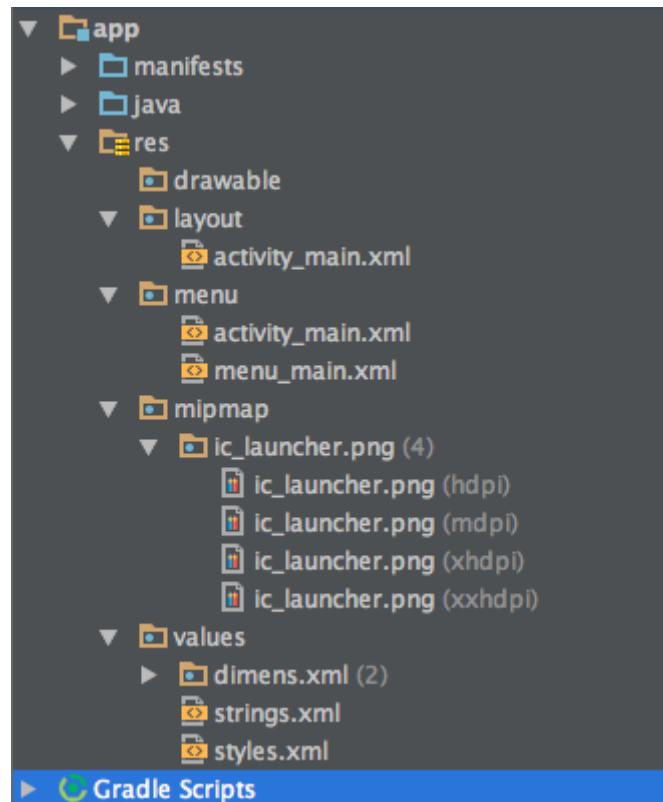 app
manifests
java
res
drawable
layout
activity_main.xml
menu
activity_main.xml
menu_main.xml
mipmap
ic_launcher.png (4)
ic_launcher.png (hdpi)
ic_launcher.png (mdpi)
ic_launcher.png (xhdpi)
ic_launcher.png (xxhdpi)
values
dimens.xml (2)
strings.xml
styles.xml
Gradle Scripts